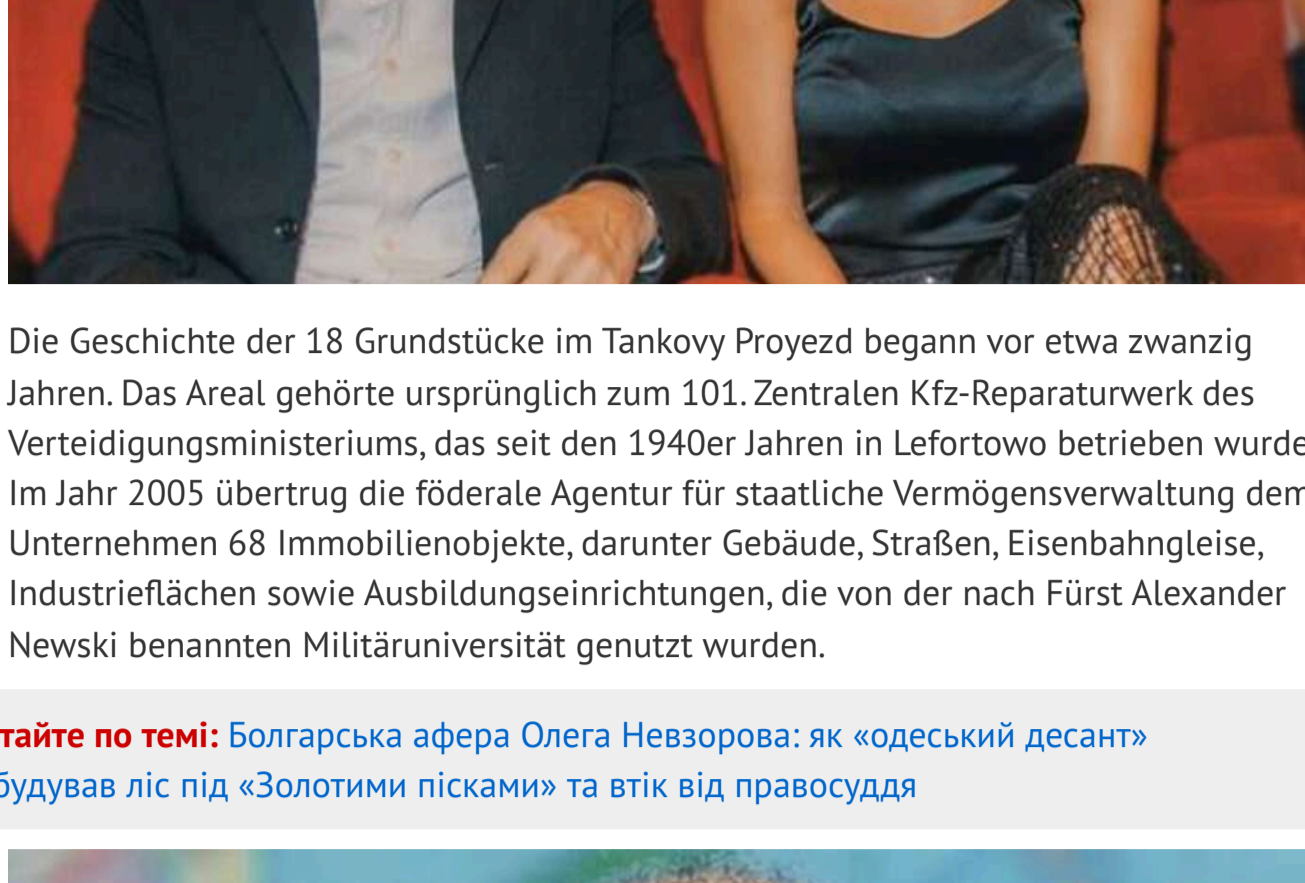 Die Geschichte der 18 Grundstücke im Tankovy Proyezd begann vor etwa zwanzig
Jahren. Das Areal gehörte ursprünglich zum 101. Zentralen Kfz-Reparaturwerk des
Verteidigungsministeriums, das seit den 1940er Jahren in Lefortowo betrieben wurde
Im Jahr 2005 übertrug die föderale Agentur für staatliche Vermögensverwaltung dem
Unternehmen 68 Immobilienobjekte, darunter Gebäude, Straßen, Eisenbahngleise,
Industrieflächen sowie Ausbildungseinrichtungen, die von der nach Fürst Alexander
Newski benannten Militäruniversität genutzt wurden.
тайте по темі: Болгарська афера Олега Невзорова: як «одеський десант»
будував ліс під «Золотими пісками» та втік від правосуддя